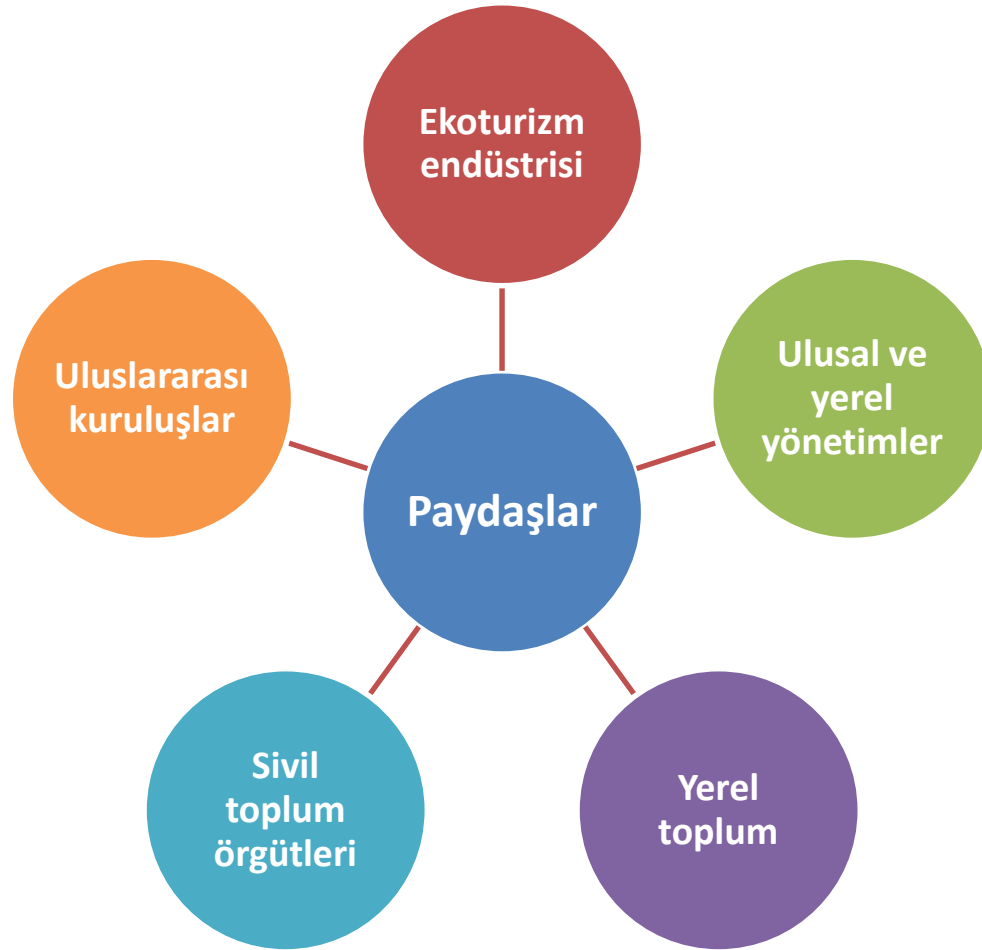 Ekoturizm
endüstrisi
Ulusal ve
yerel
yönetimler
Uluslararası
kuruluşlar
Paydaşlar
Sivil
toplum
örgütleri
Yerel
toplum